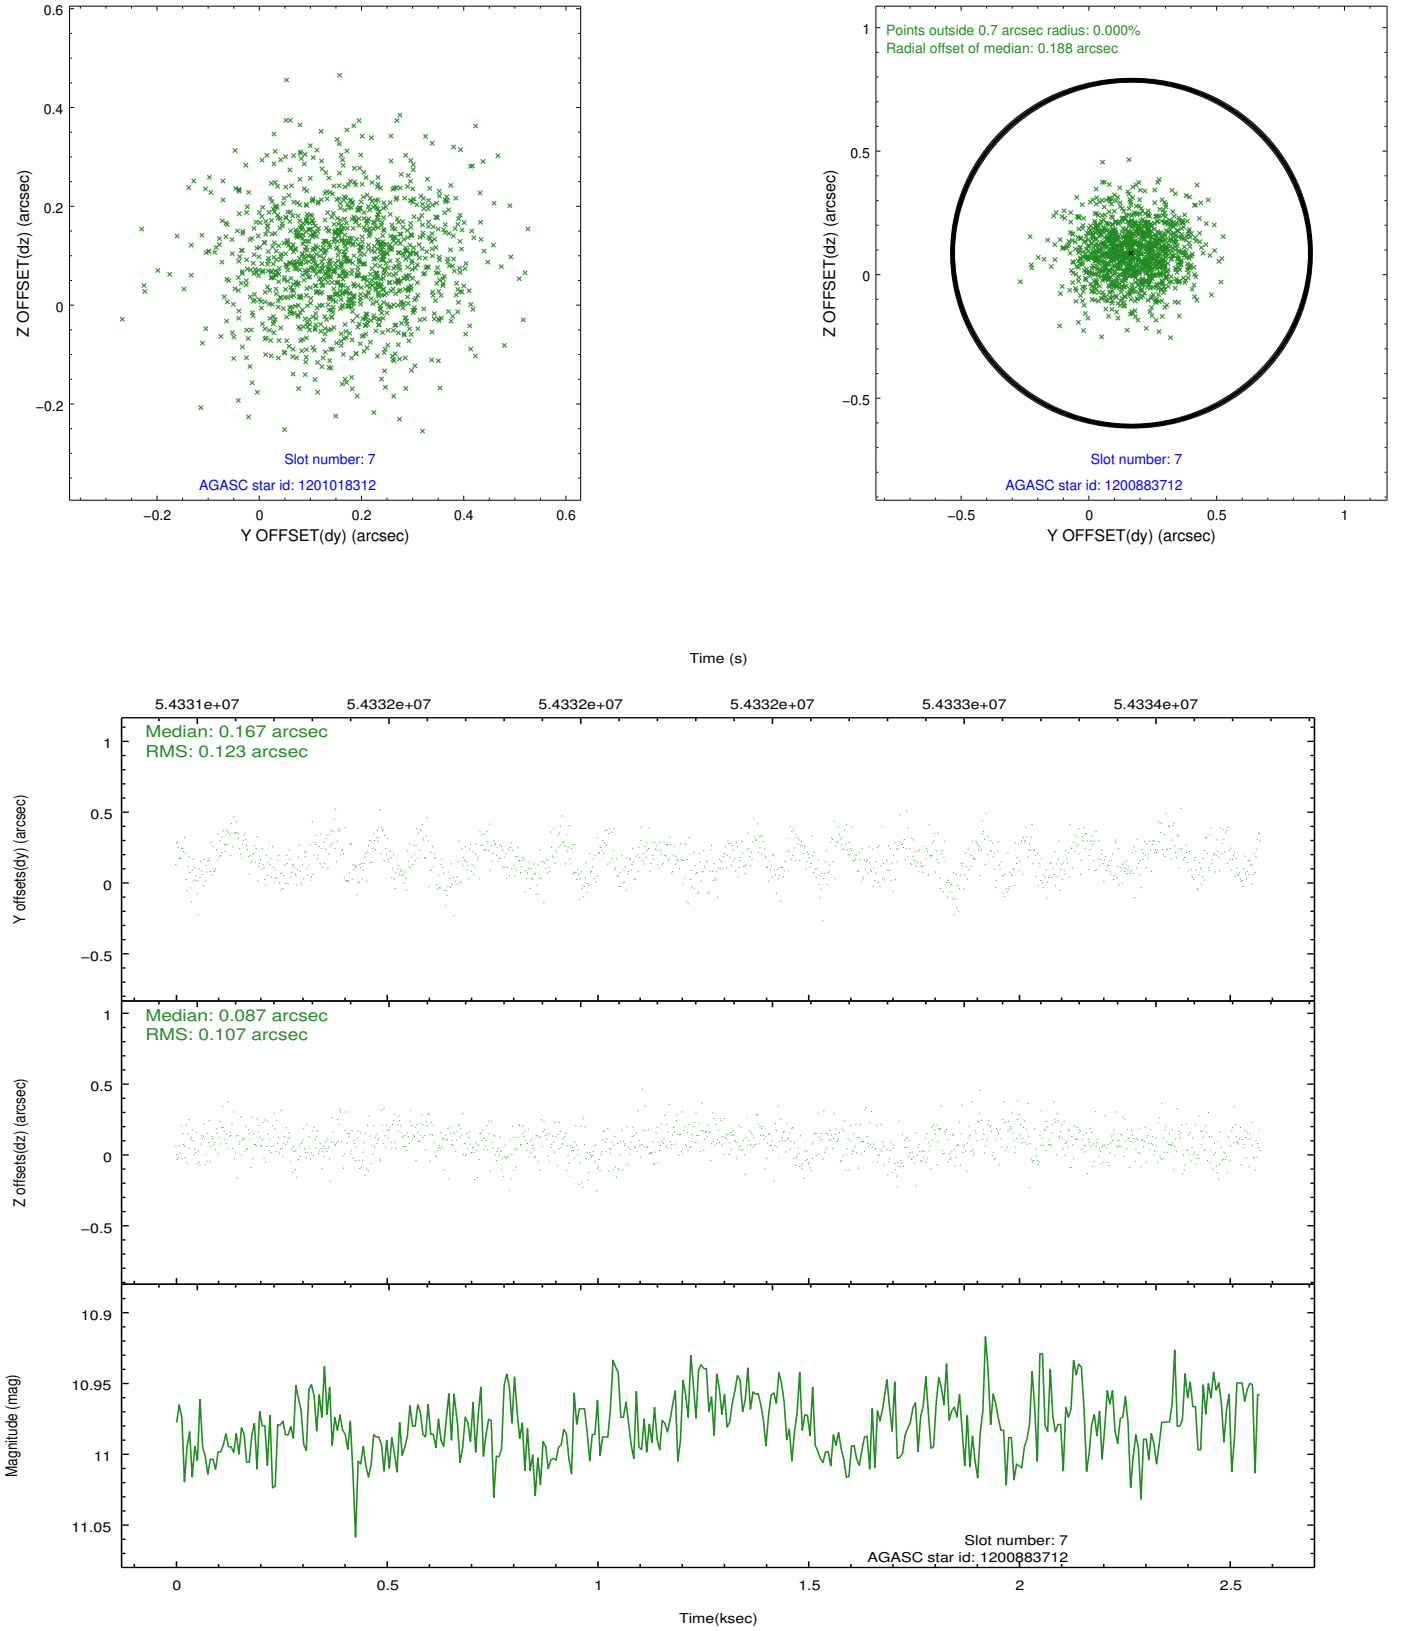 0.6
0.4
0.2
0
−0.2
Z OFFSET(dz) (arcsec)
Slot number: 7
AGASC star id: 1201018312
−0.2 0 0.2 0.4 0.6
Y OFFSET(dy) (arcsec)
Points outside 0.7 arcsec radius: 0.000%
Radial offset of median: 0.188 arcsec
1
0.5
0
−0.5
Z OFFSET(dz) (arcsec)
Slot number: 7
AGASC star id: 1200883712
−0.5 0 0.5 1
Y OFFSET(dy) (arcsec)
Time (s)
5.4331e+07 5.4332e+07 5.4332e+07 5.4332e+07 5.4333e+07 5.4334e+07
Median: 0.167 arcsec
RMS: 0.123 arcsec
1
0.5
0
−0.5
Y offsets(dy) (arcsec)
Median: 0.087 arcsec
RMS: 0.107 arcsec
1
0.5
0
−0.5
Z offsets(dz) (arcsec)
10.9
10.95
11
11.05
Magnitude (mag)
Slot number: 7
AGASC star id: 1200883712
0 0.5 1 1.5 2 2.5
Time(ksec)